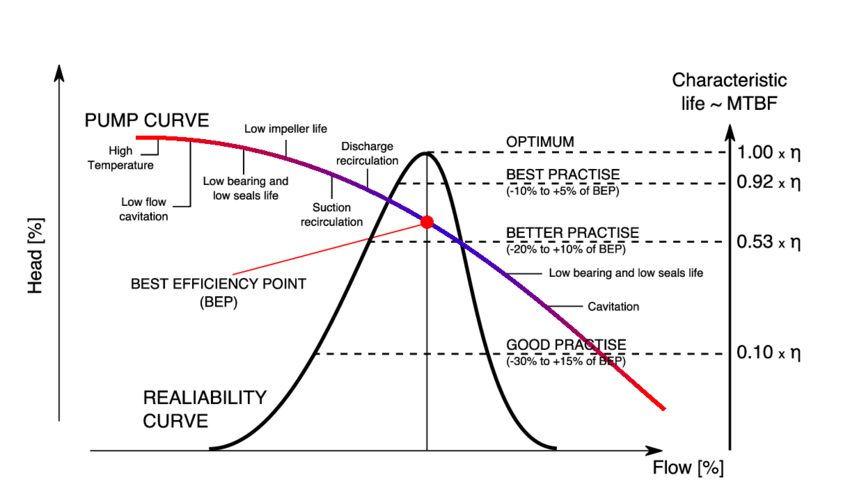 Characteristic
life ~ MTBF
PUMP CURVE
Low impeller life
High
Temperature
Discharge
recirculation
OPTIMUM
1.00 x η
Low bearing and
low seals life
BEST PRACTISE
(-10% to +5% of BEP)
0.92 x η
Low flow
cavitation
Suction
recirculation
BETTER PRACTISE
(-20% to +10% of BEP)
0.53 x η
Head [%]
Low bearing and low seals life
BEST EFFICIENCY POINT
(BEP)
Cavitation
GOOD PRACTISE
(-30% to +15% of BEP)
0.10 x η
REALIABILITY
CURVE
Flow [%]